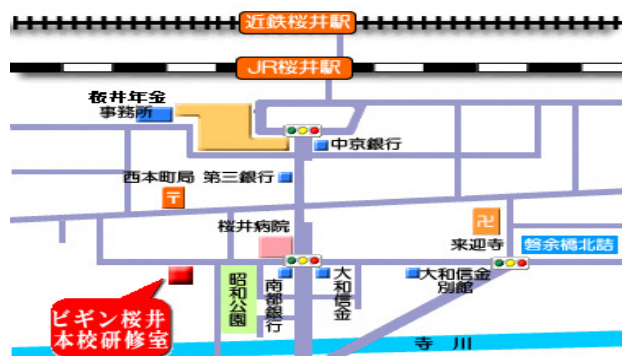 近鉄桜井駅
JR桜井駅
桜井年金
事務所
中京銀行
西本町局
第三銀行
〒
桜井病院
卍
来迎寺
磐余橋北詰
昭和公園
南都銀行
大和信金
大和信金
別館
ビギン桜井
本校研修室
寺川